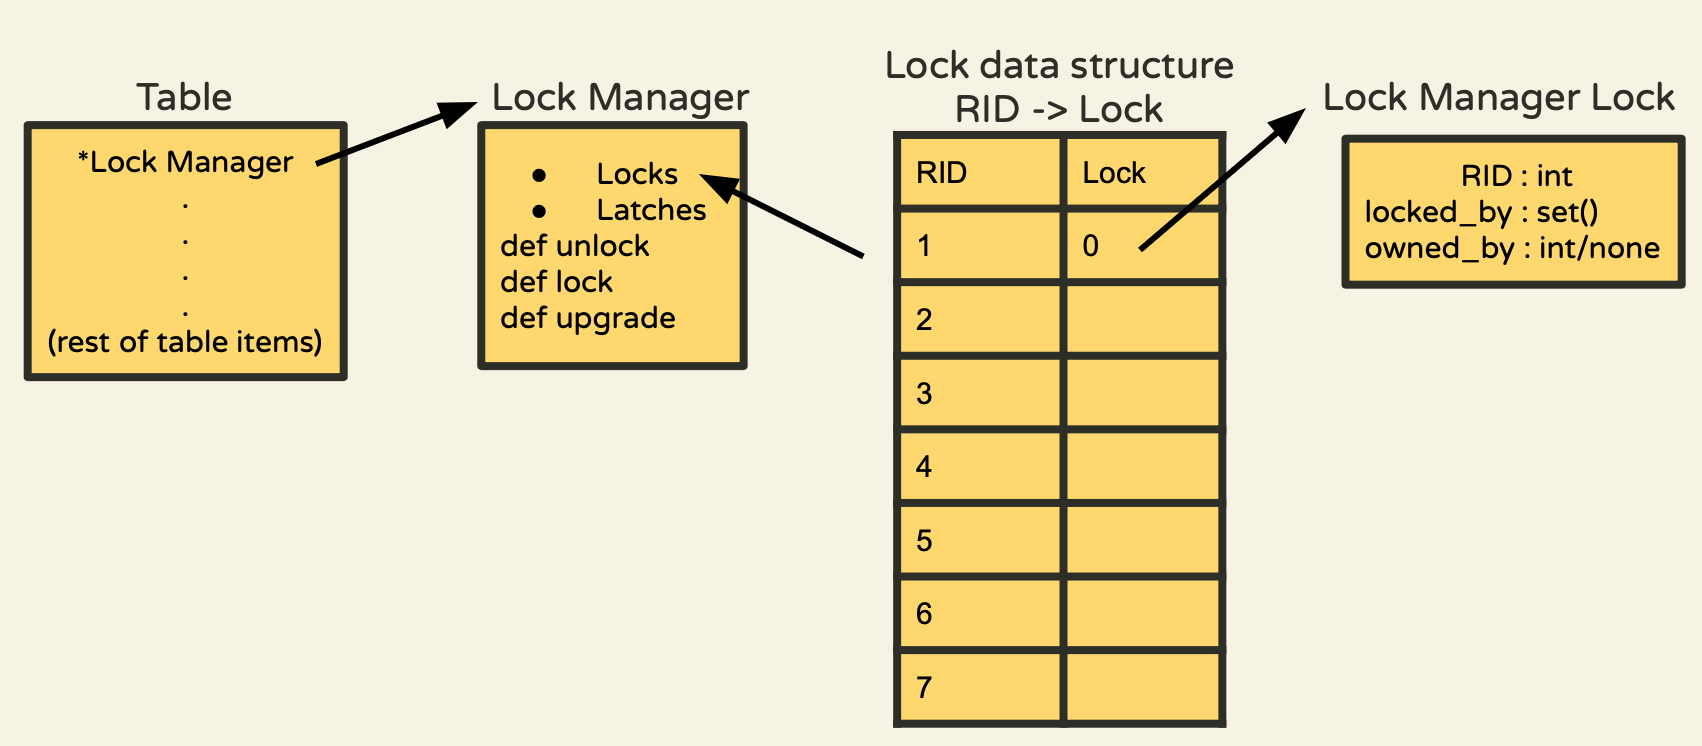 Table
*Lock Manager
.
.
.
.
(rest of table items)
Lock Manager
● Locks
● Latches
def unlock
def lock
def upgrade
Lock data structure
RID -> Lock
RID Lock
1 0
2
3
4
5
6
7
Lock Manager Lock
RID : int
locked_by : set()
owned_by : int/none